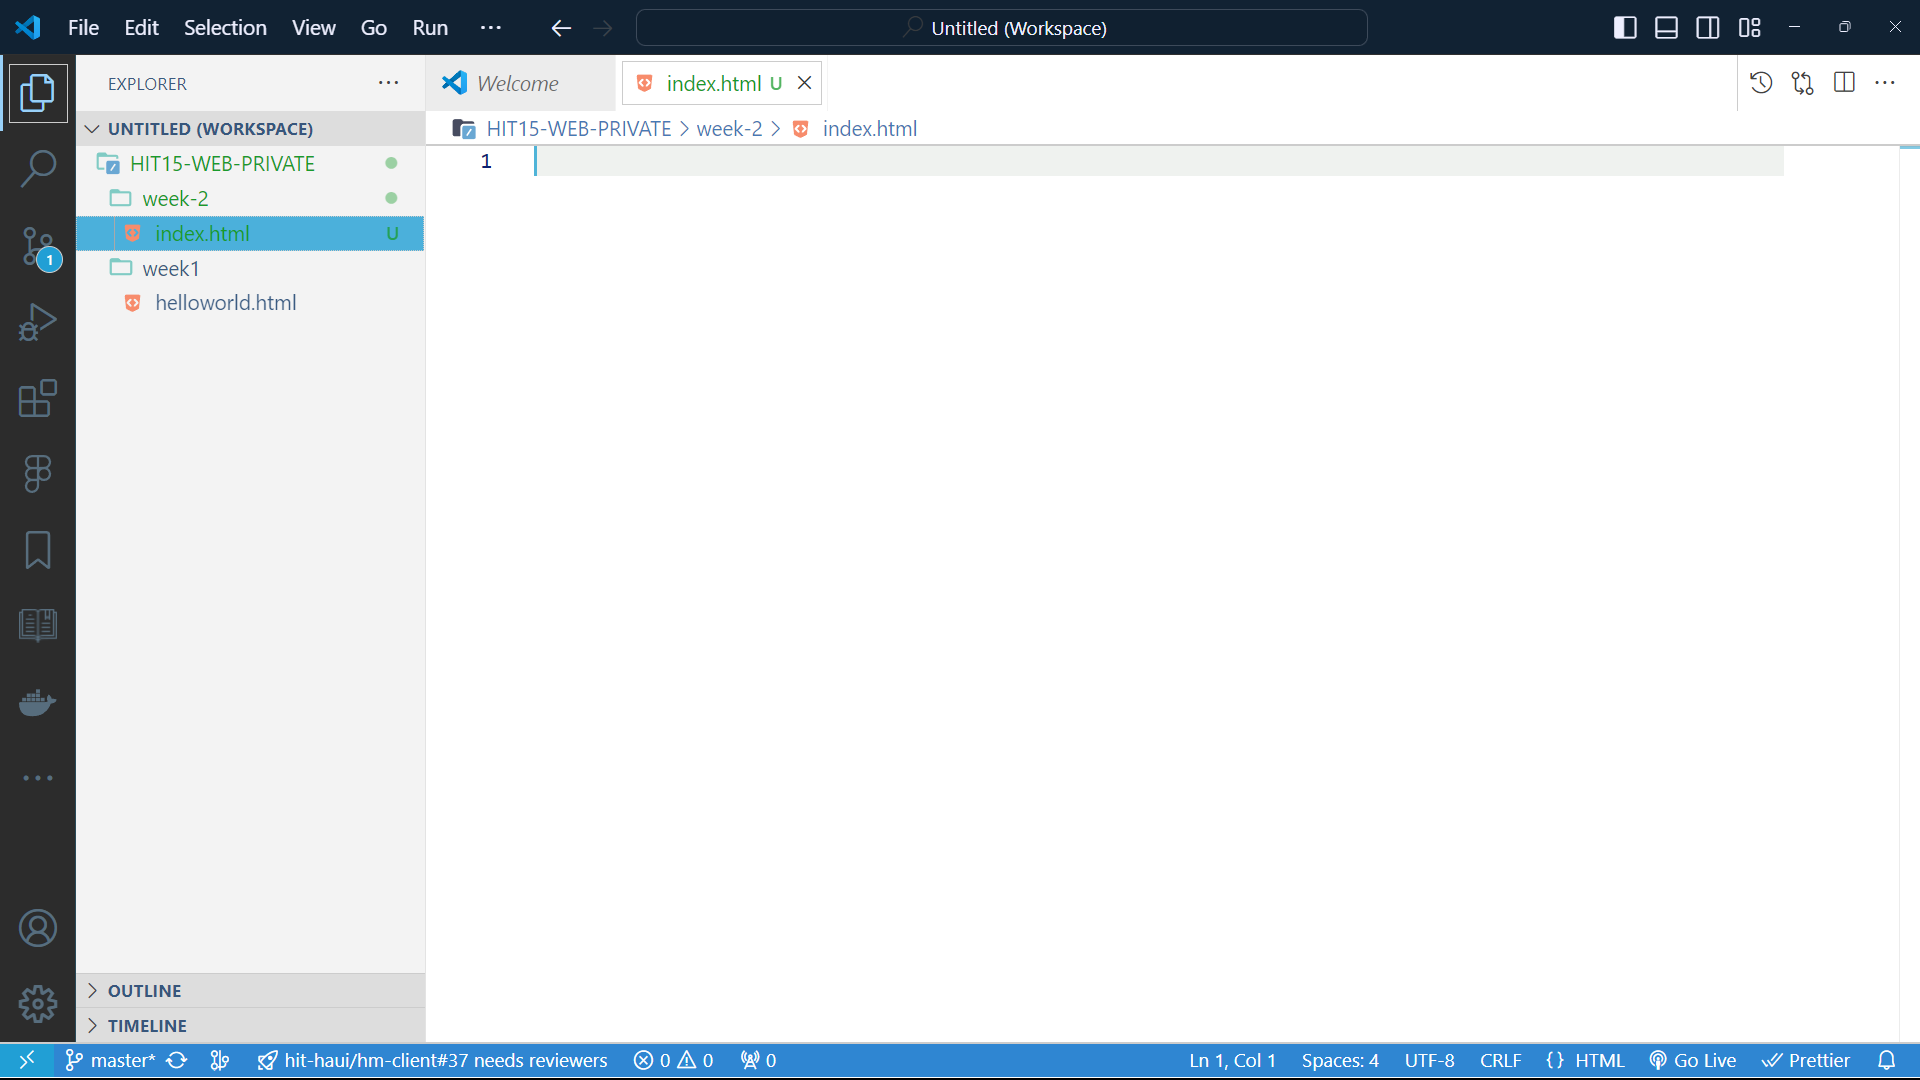 File Edit Selection View Go Run ··· Untitled (Workspace)
EXPLORER ···
Welcome
index.html U
UNTITLED (WORKSPACE)
HIT15-WEB-PRIVATE > week-2 > index.html
HIT15-WEB-PRIVATE
week-2
index.html U
week1
helloworld.html
1
1
OUTLINE
TIMELINE
master* hit-haui/hm-client#37 needs reviewers 0 0 0 Ln 1, Col 1 Spaces: 4 UTF-8 CRLF {} HTML Go Live Prettier